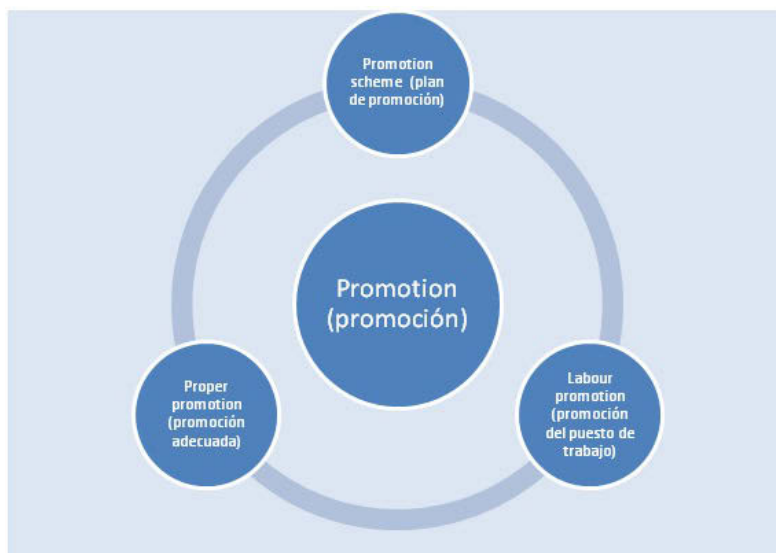 Promotion
scheme (plan
de promoción)
Promotion
(promoción)
Proper
promotion
(promoción
adecuada)
Labour
promotion
(promoción
del puesto de
trabajo)